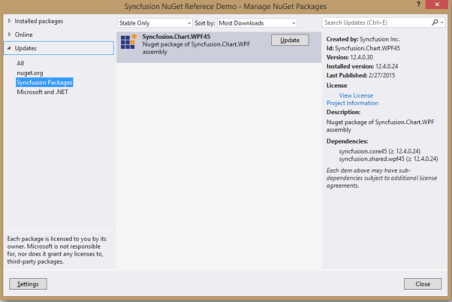 Syncfusion NuGet Referece Demo - Manage NuGet Packages
? ×
Installed packages
Online
Updates
All
nuget.org
Syncfusion Packages
Microsoft and .NET
Each package is licensed to you by its
owner. Microsoft is not responsible
for, nor does it grant any licenses to,
third-party packages.
Settings
Stable Only
Sort by: Most Downloads
Syncfusion.Chart.WPF45
Nuget package of Syncfusion.Chart.WPF
assembly
Update
Search Updates (Ctrl+E)
Created by: Syncfusion Inc.
Id: Syncfusion.Chart.WPF45
Version: 12.4.0.30
Installed version: 12.4.0.24
Last Published: 2/27/2015
License
View License
Project Information
Description:
Nuget package of Syncfusion.Chart.WPF
assembly
Dependencies:
syncfusion.core45 (≥ 12.4.0.24)
syncfusion.shared.wpf45 (≥ 12.4.0.24)
Each item above may have sub-
dependencies subject to additional license
agreements.
Close